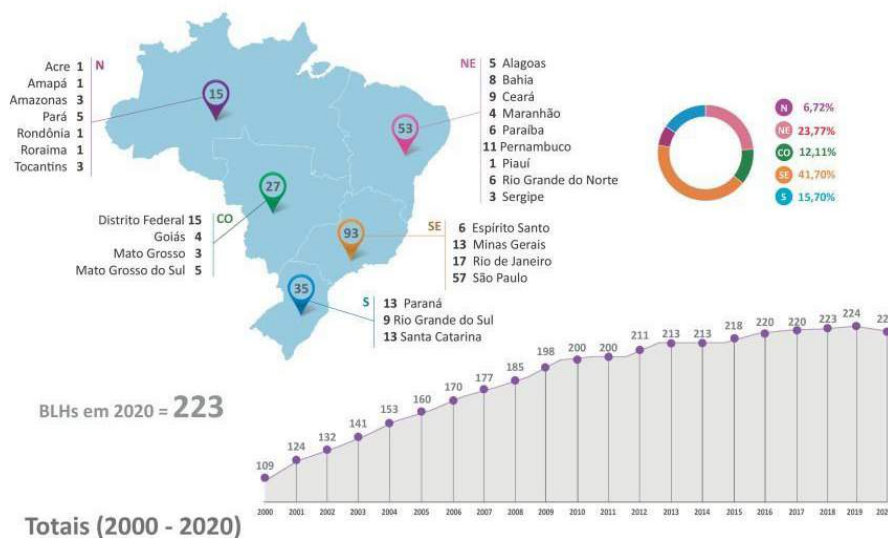 N
Acre 1
Amapá 1
Amazonas 3
Pará 5
Rondônia 1
Roraima 1
Tocantins 3
15
NE
5 Alagoas
8 Bahia
9 Ceará
4 Maranhão
6 Paraíba
11 Pernambuco
1 Piauí
6 Rio Grande do Norte
3 Sergipe
53
N 6,72%
NE 23,77%
CO 12,11%
SE 41,70%
S 15,70%
27
CO
Distrito Federal 15
Goiás 4
Mato Grosso 3
Mato Grosso do Sul 5
93
SE
6 Espírito Santo
13 Minas Gerais
17 Rio de Janeiro
57 São Paulo
35
S
13 Paraná
9 Rio Grande do Sul
13 Santa Catarina
BLHs em 2020 = 223
109 124 132 141 153 160 170 177 185 198 200 200 211 213 213 218 220 220 223 224
2000 2001 2002 2003 2004 2005 2006 2007 2008 2009 2010 2011 2012 2013 2014 2015 2016 2017 2018 2019
Totais (2000 - 2020)